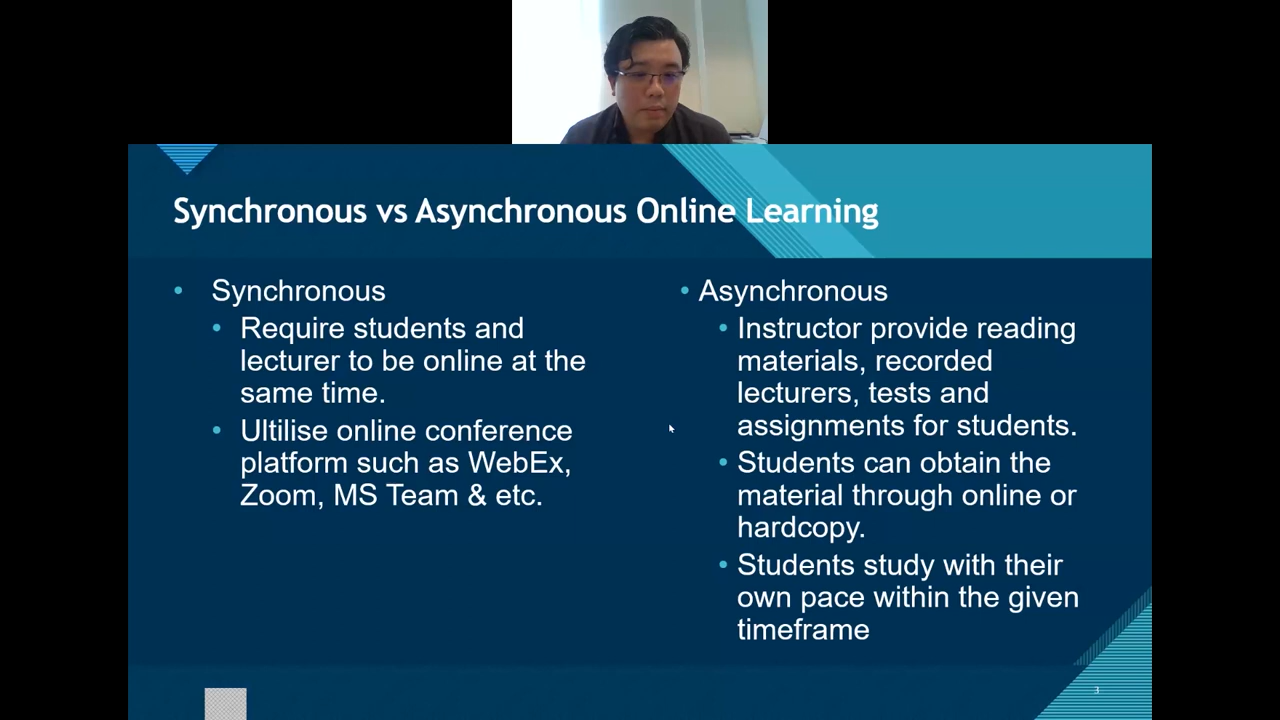 Synchronous vs Asynchronous Online Learning
Synchronous
Require students and
lecturer to be online at the
same time.
Ultilise online conference
platform such as WebEx,
Zoom, MS Team & etc.
Asynchronous
Instructor provide reading
materials, recorded
lecturers, tests and
assignments for students.
Students can obtain the
material through online or
hardcopy.
Students study with their
own pace within the given
timeframe
3